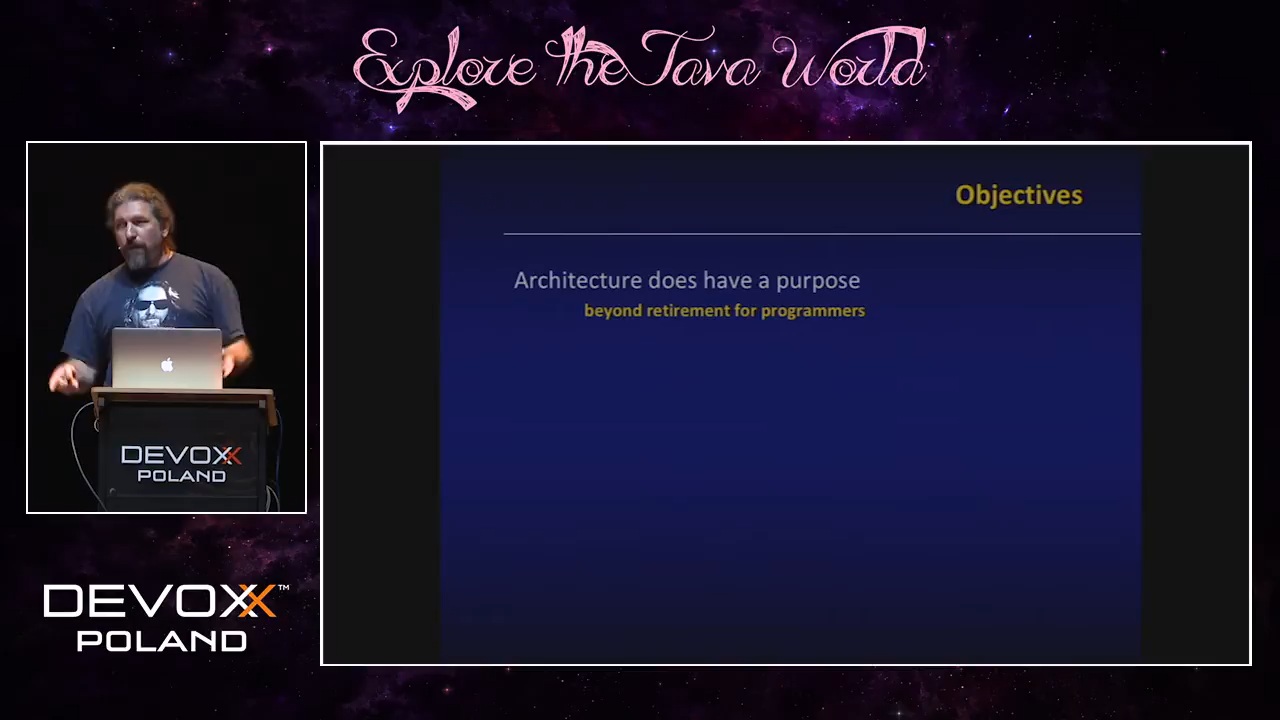 Explore the Java World
Objectives
Architecture does have a purpose
beyond retirement for programmers
DEVOXX
POLAND
DEVOXX™
POLAND